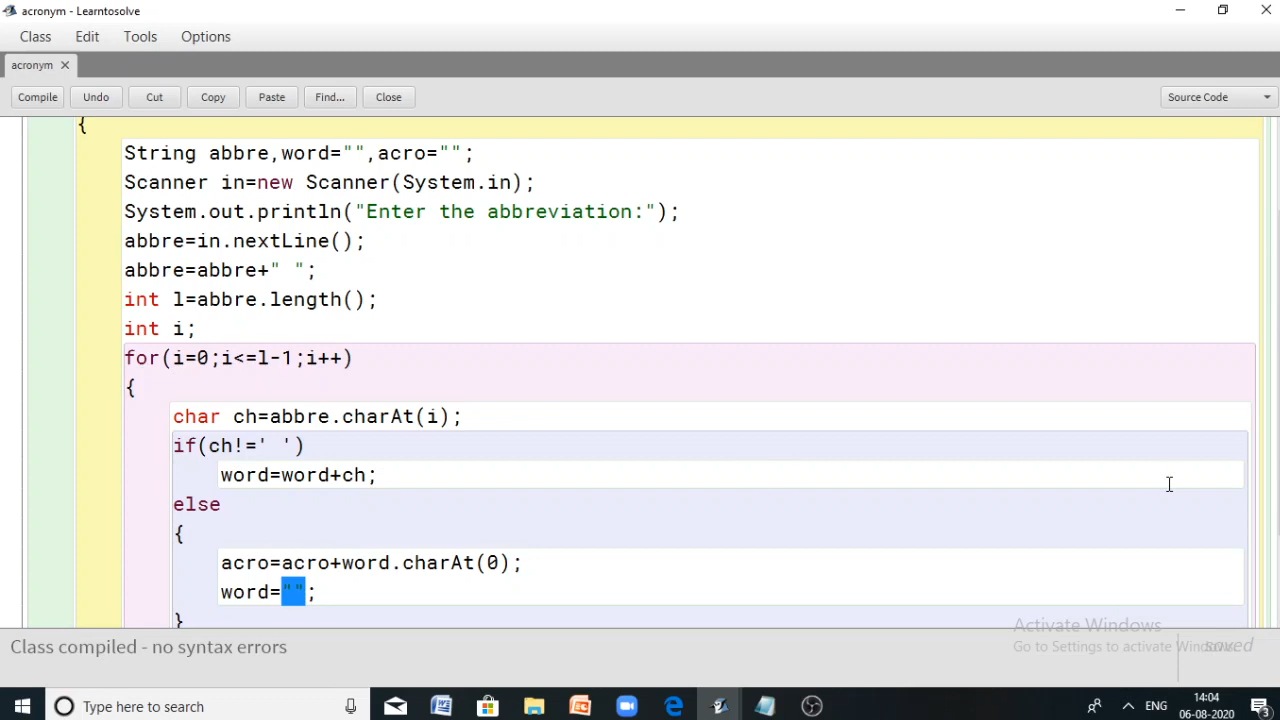 acronym - Learntosolve
Class Edit Tools Options
acronym
Compile Undo Cut Copy Paste Find... Close Source Code
{
String abbre,word="",acro="";
Scanner in=new Scanner(System.in);
System.out.println("Enter the abbreviation:");
abbre=in.nextLine();
abbre=abbre+" ";
int l=abbre.length();
int i;
for(i=0;i<=l-1;i++)
{
char ch=abbre.charAt(i);
if(ch!=' ')
word=word+ch;
else
{
acro=acro+word.charAt(0);
word="";
}
Activate Windows
Class compiled - no syntax errors
Go to Settings to activate Windows.
saved
Type here to search
ENG
14:04
06-08-2020
3